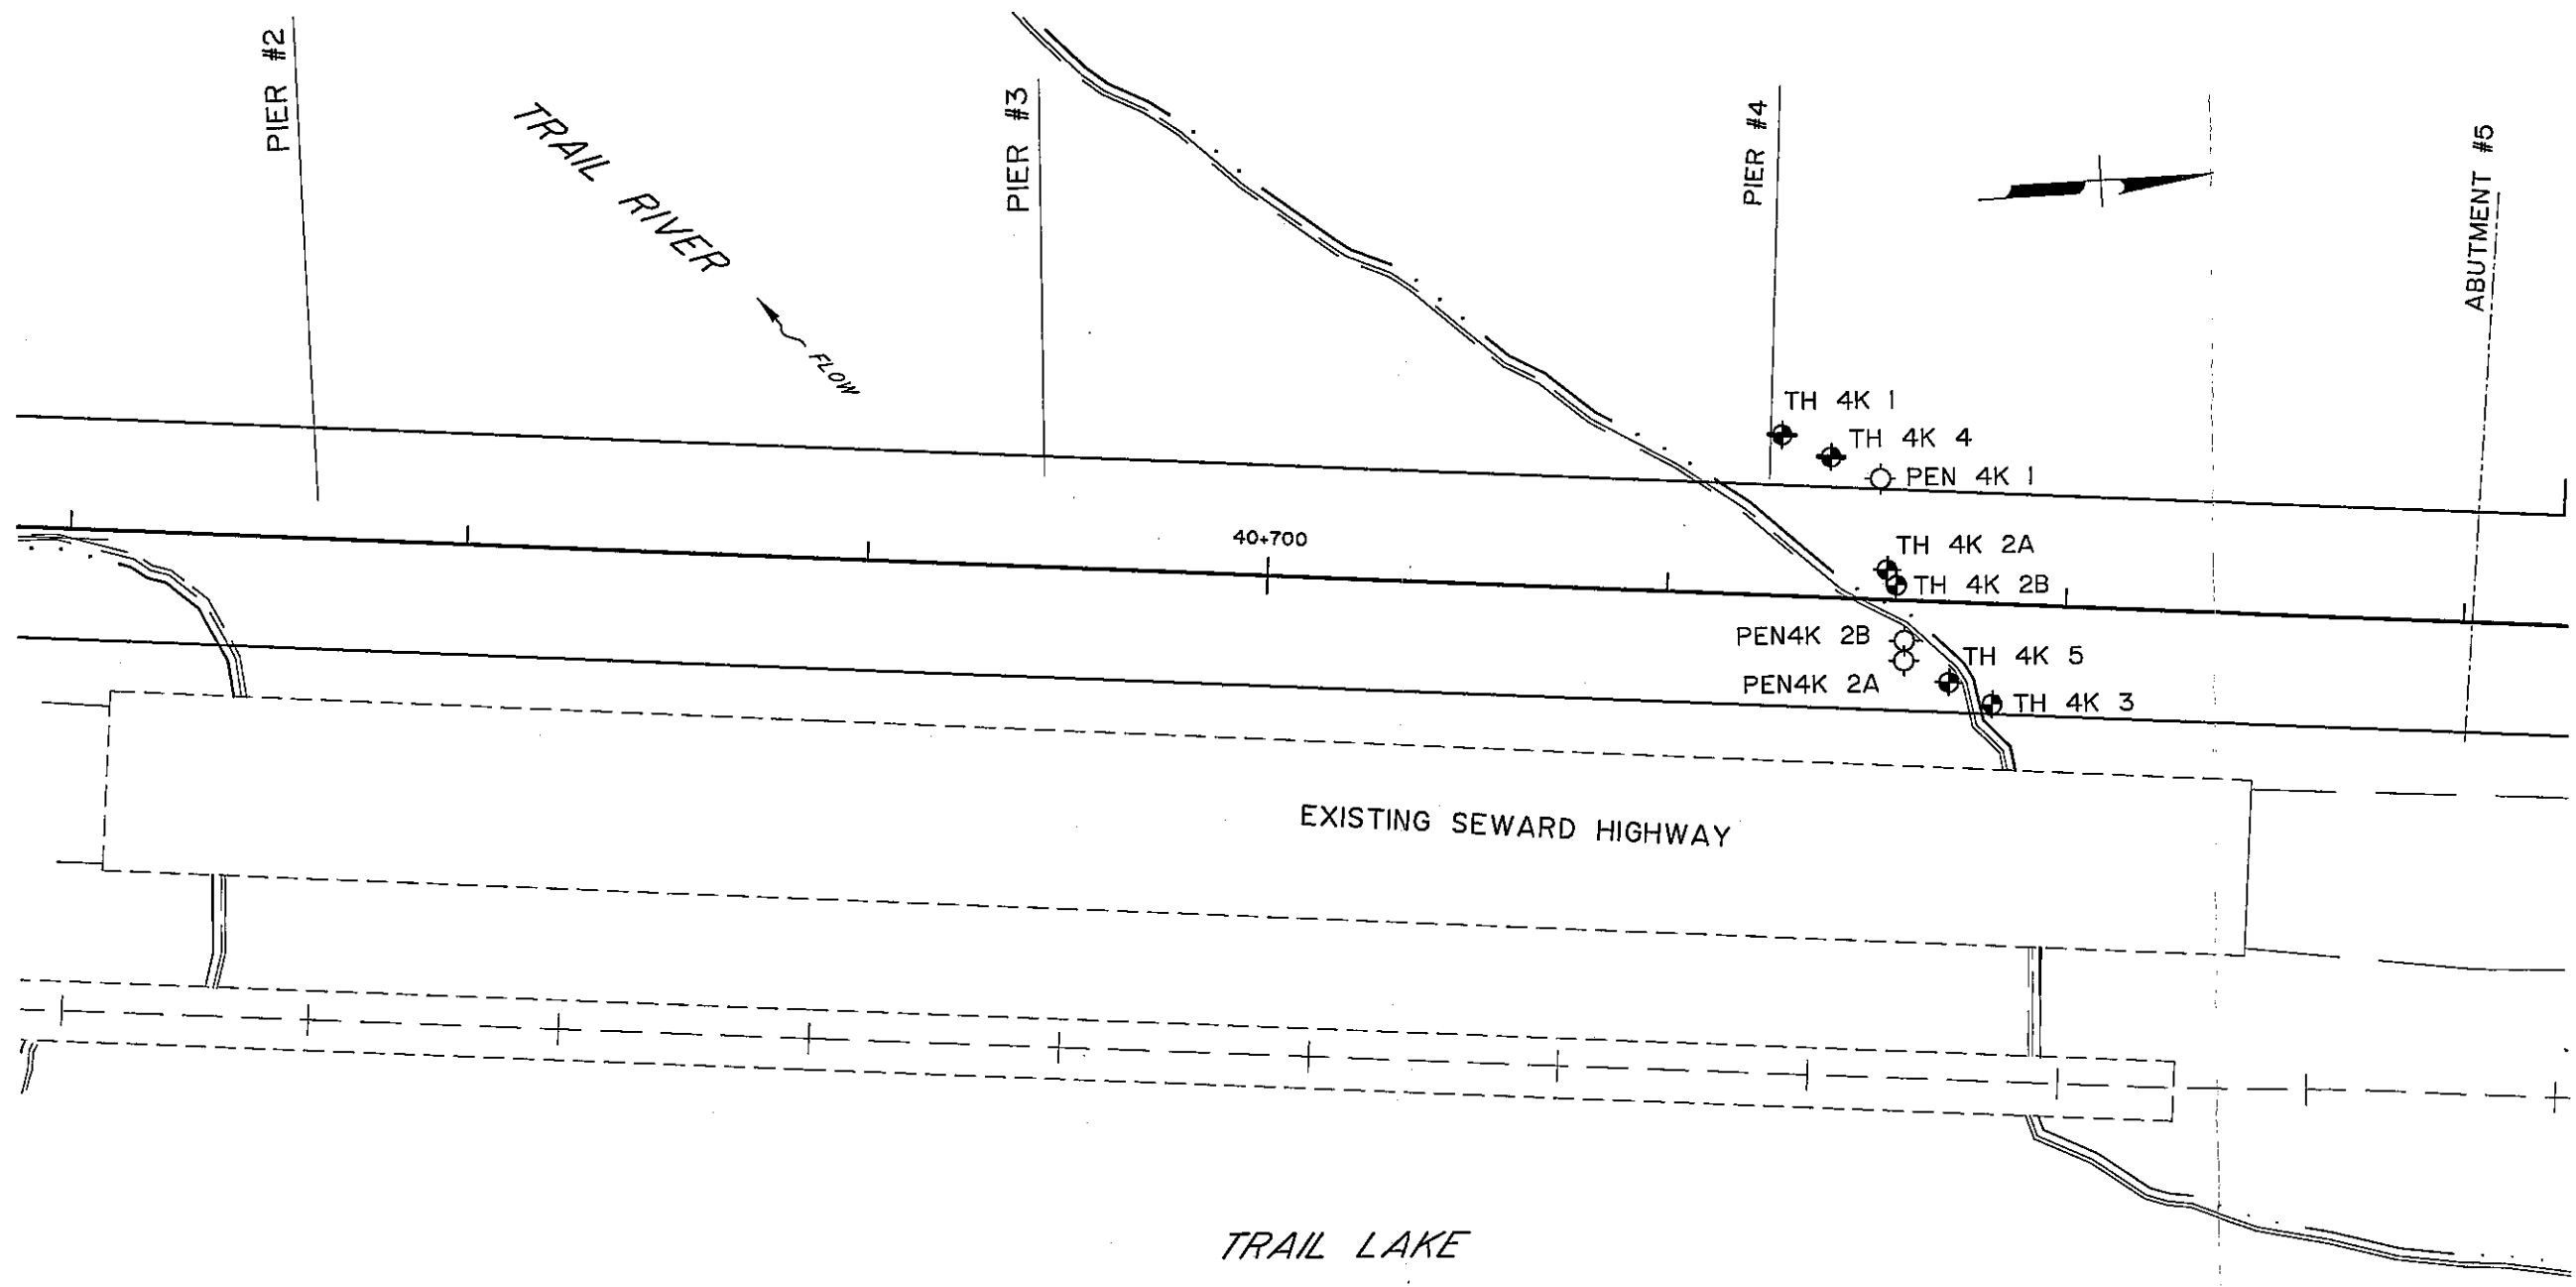 PIER #2
TRAIL RIVER
FLOW
PIER #3
PIER #4
ABUTMENT #5
TH 4K 1
TH 4K 4
PEN 4K 1
40+700
TH 4K 2A
TH 4K 2B
PEN4K 2B
TH 4K 5
PEN4K 2A
TH 4K 3
EXISTING SEWARD HIGHWAY
TRAIL LAKE